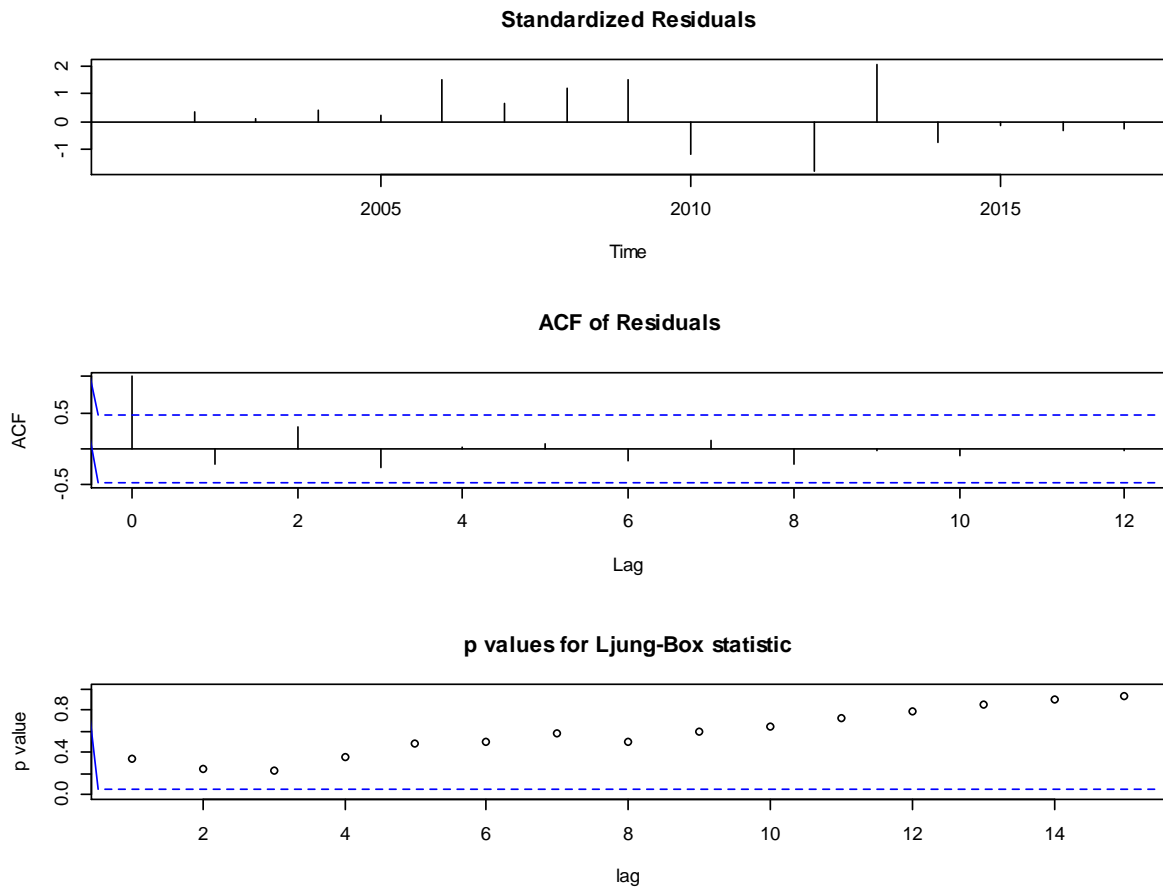 Standardized Residuals
2
1
0
-1
2005 2010 2015
Time
ACF of Residuals
ACF
0.5
-0.5
0 2 4 6 8 10 12
Lag
p values for Ljung-Box statistic
p value
0.8
0.4
0.0
2 4 6 8 10 12 14
lag